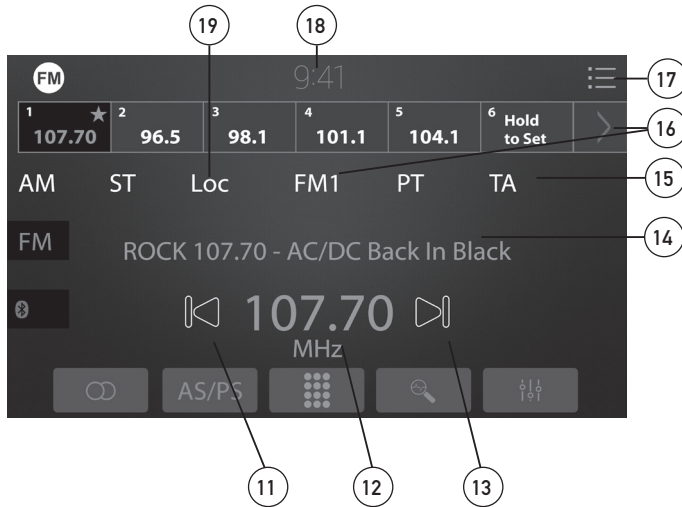 19 18
FM 9:41 17
1 107.70 2 96.5 3 98.1 4 101.1 5 104.1 6 Hold to Set
16
AM ST Loc FM1 PT TA 15
FM
ROCK 107.70 - AC/DC Back In Black 14
107.70
MHz
AS/PS
11 12 13